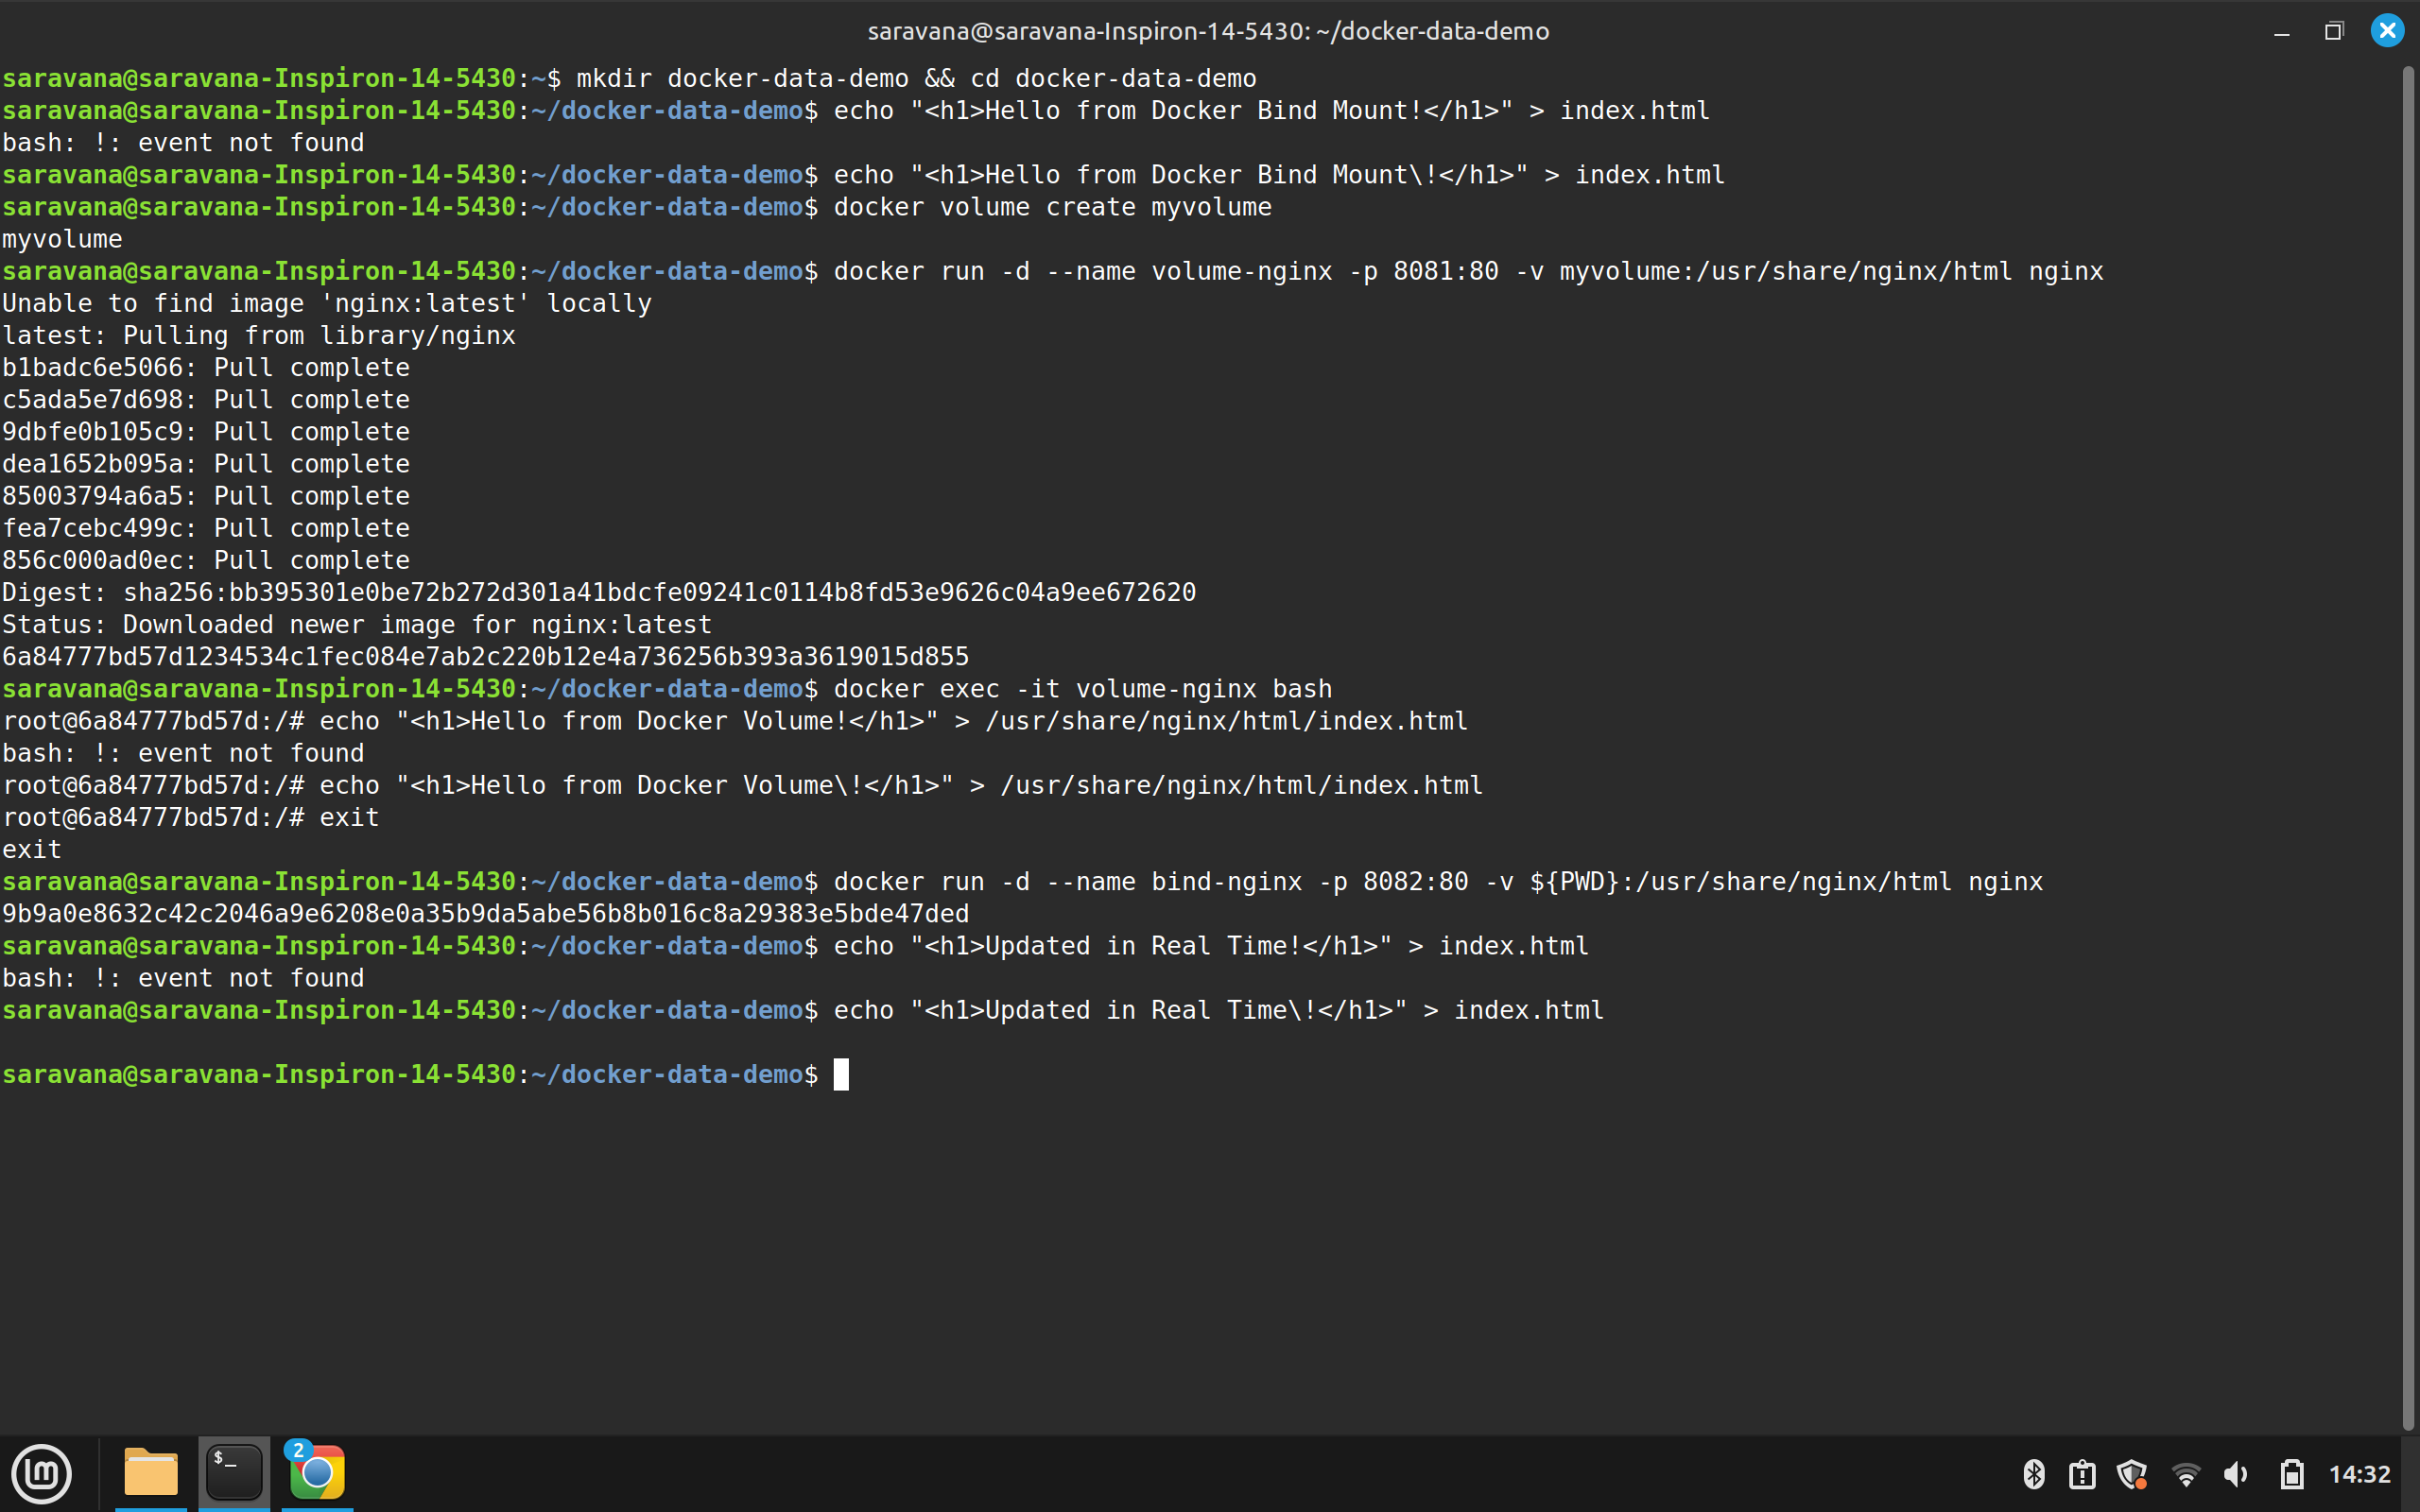 saravana@saravana-Inspiron-14-5430: ~/docker-data-demo
saravana@saravana-Inspiron-14-5430:~$ mkdir docker-data-demo && cd docker-data-demo
saravana@saravana-Inspiron-14-5430:~/docker-data-demo$ echo "<h1>Hello from Docker Bind Mount!</h1>" > index.html
bash: !: event not found
saravana@saravana-Inspiron-14-5430:~/docker-data-demo$ echo "<h1>Hello from Docker Bind Mount\!</h1>" > index.html
saravana@saravana-Inspiron-14-5430:~/docker-data-demo$ docker volume create myvolume
myvolume
saravana@saravana-Inspiron-14-5430:~/docker-data-demo$ docker run -d --name volume-nginx -p 8081:80 -v myvolume:/usr/share/nginx/html nginx
Unable to find image 'nginx:latest' locally
latest: Pulling from library/nginx
b1badc6e5066: Pull complete
c5ada5e7d698: Pull complete
9dbfe0b105c9: Pull complete
dea1652b095a: Pull complete
85003794a6a5: Pull complete
fea7cebc499c: Pull complete
856c000ad0ec: Pull complete
Digest: sha256:bb395301e0be72b272d301a41bdcfe09241c0114b8fd53e9626c04a9ee672620
Status: Downloaded newer image for nginx:latest
6a84777bd57d1234534c1fec084e7ab2c220b12e4a736256b393a3619015d855
saravana@saravana-Inspiron-14-5430:~/docker-data-demo$ docker exec -it volume-nginx bash
root@6a84777bd57d:/# echo "<h1>Hello from Docker Volume!</h1>" > /usr/share/nginx/html/index.html
bash: !: event not found
root@6a84777bd57d:/# echo "<h1>Hello from Docker Volume\!</h1>" > /usr/share/nginx/html/index.html
root@6a84777bd57d:/# exit
exit
saravana@saravana-Inspiron-14-5430:~/docker-data-demo$ docker run -d --name bind-nginx -p 8082:80 -v ${PWD}:/usr/share/nginx/html nginx
9b9a0e8632c42c2046a9e6208e0a35b9da5abe56b8b016c8a29383e5bde47ded
saravana@saravana-Inspiron-14-5430:~/docker-data-demo$ echo "<h1>Updated in Real Time!</h1>" > index.html
bash: !: event not found
saravana@saravana-Inspiron-14-5430:~/docker-data-demo$ echo "<h1>Updated in Real Time\!</h1>" > index.html
saravana@saravana-Inspiron-14-5430:~/docker-data-demo$
$_
2
14:32